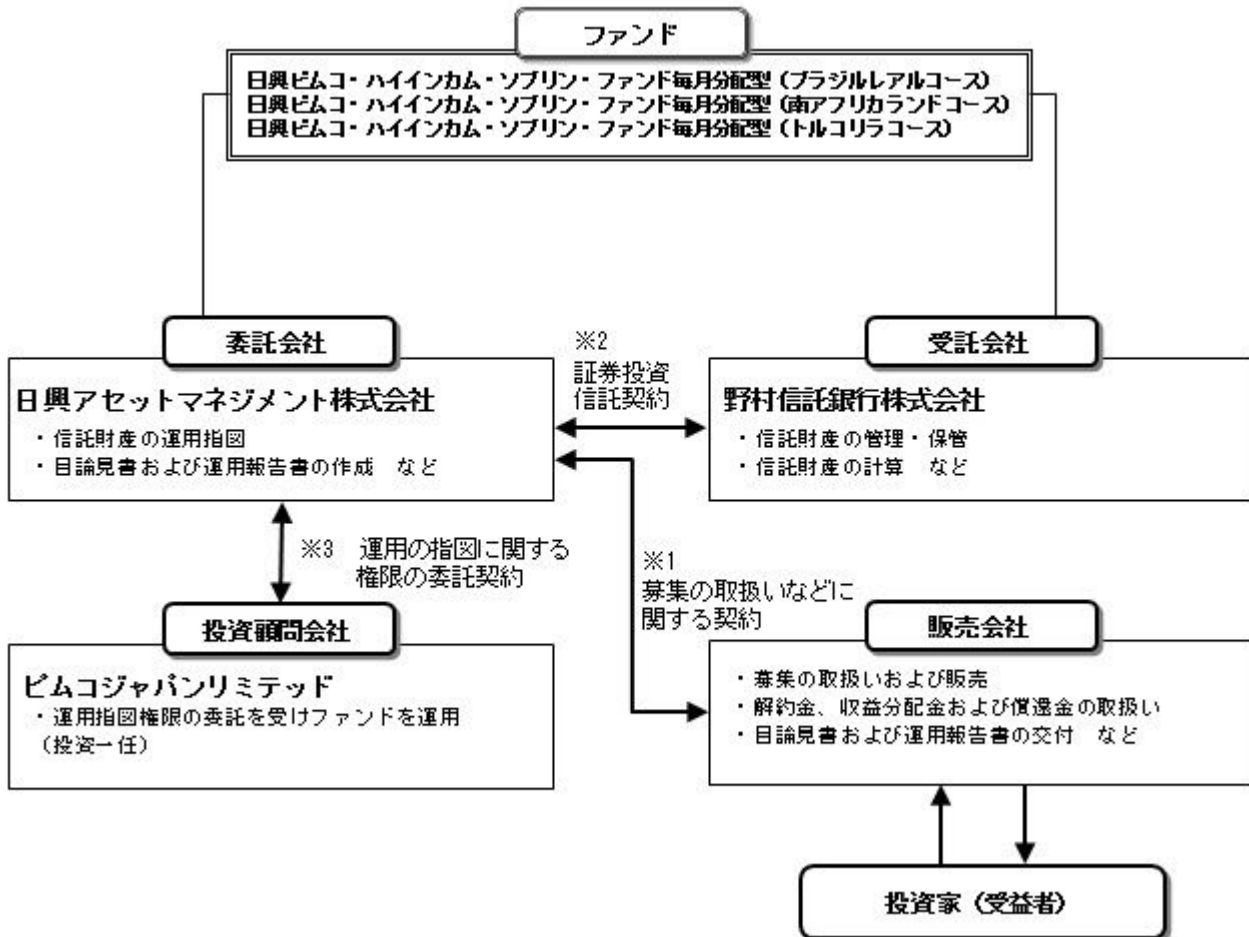 ファンド
日興ピムコ・ハイインカム・ソブリン・ファンド毎月分配型（ブラジルレアルコース）
日興ピムコ・ハイインカム・ソブリン・ファンド毎月分配型（南アフリカランドコース）
日興ピムコ・ハイインカム・ソブリン・ファンド毎月分配型（トルコリラコース）
委託会社
日興アセットマネジメント株式会社
・信託財産の運用指図
・目論見書および運用報告書の作成　など
※2
証券投資
信託契約
受託会社
野村信託銀行株式会社
・信託財産の管理・保管
・信託財産の計算　など
※3　運用の指図に関する
権限の委託契約
※1
募集の取扱いなどに
関する契約
投資顧問会社
ピムコジャパンリミテッド
・運用指図権限の委託を受けファンドを運用
（投資一任）
販売会社
・募集の取扱いおよび販売
・解約金、収益分配金および償還金の取扱い
・目論見書および運用報告書の交付　など
投資家（受益者）